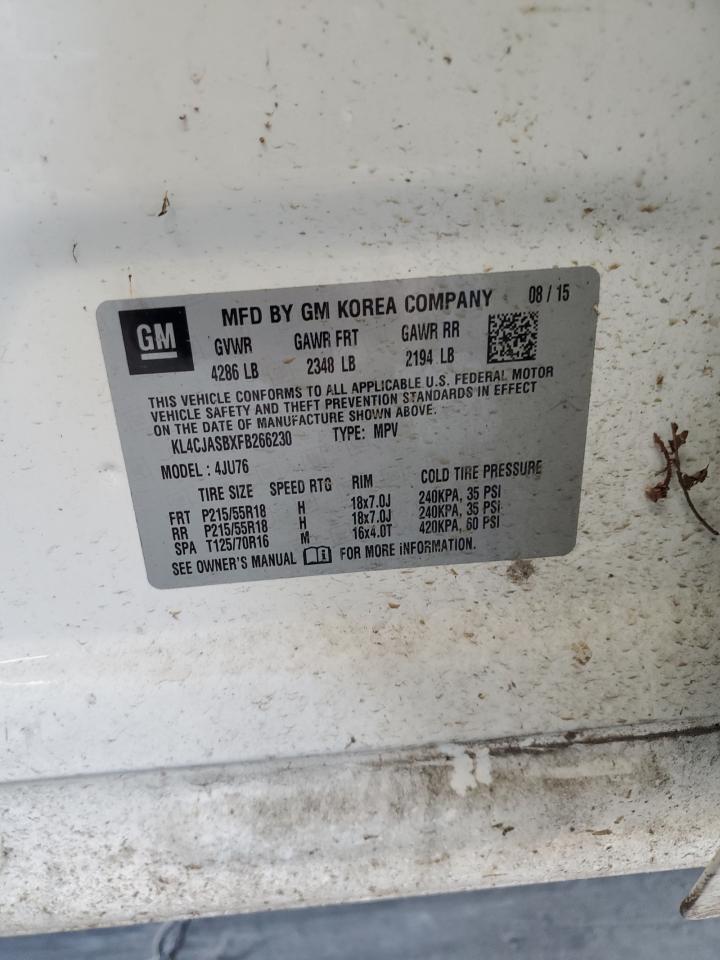 GM
MFD BY GM KOREA COMPANY 08 / 15
GVWR GAWR FRT GAWR RR
4286 LB 2348 LB 2194 LB
THIS VEHICLE CONFORMS TO ALL APPLICABLE U.S. FEDERAL MOTOR
VEHICLE SAFETY AND THEFT PREVENTION STANDARDS IN EFFECT
ON THE DATE OF MANUFACTURE SHOWN ABOVE.
KL4CJASBXFB266230 TYPE: MPV
MODEL : 4JU76
TIRE SIZE SPEED RTG RIM COLD TIRE PRESSURE
FRT P215/55R18 H 18x7.0J 240KPA, 35 PSI
RR P215/55R18 H 18x7.0J 240KPA, 35 PSI
SPA T125/70R16 M 16x4.0T 420KPA, 60 PSI
SEE OWNER'S MANUAL FOR MORE INFORMATION.